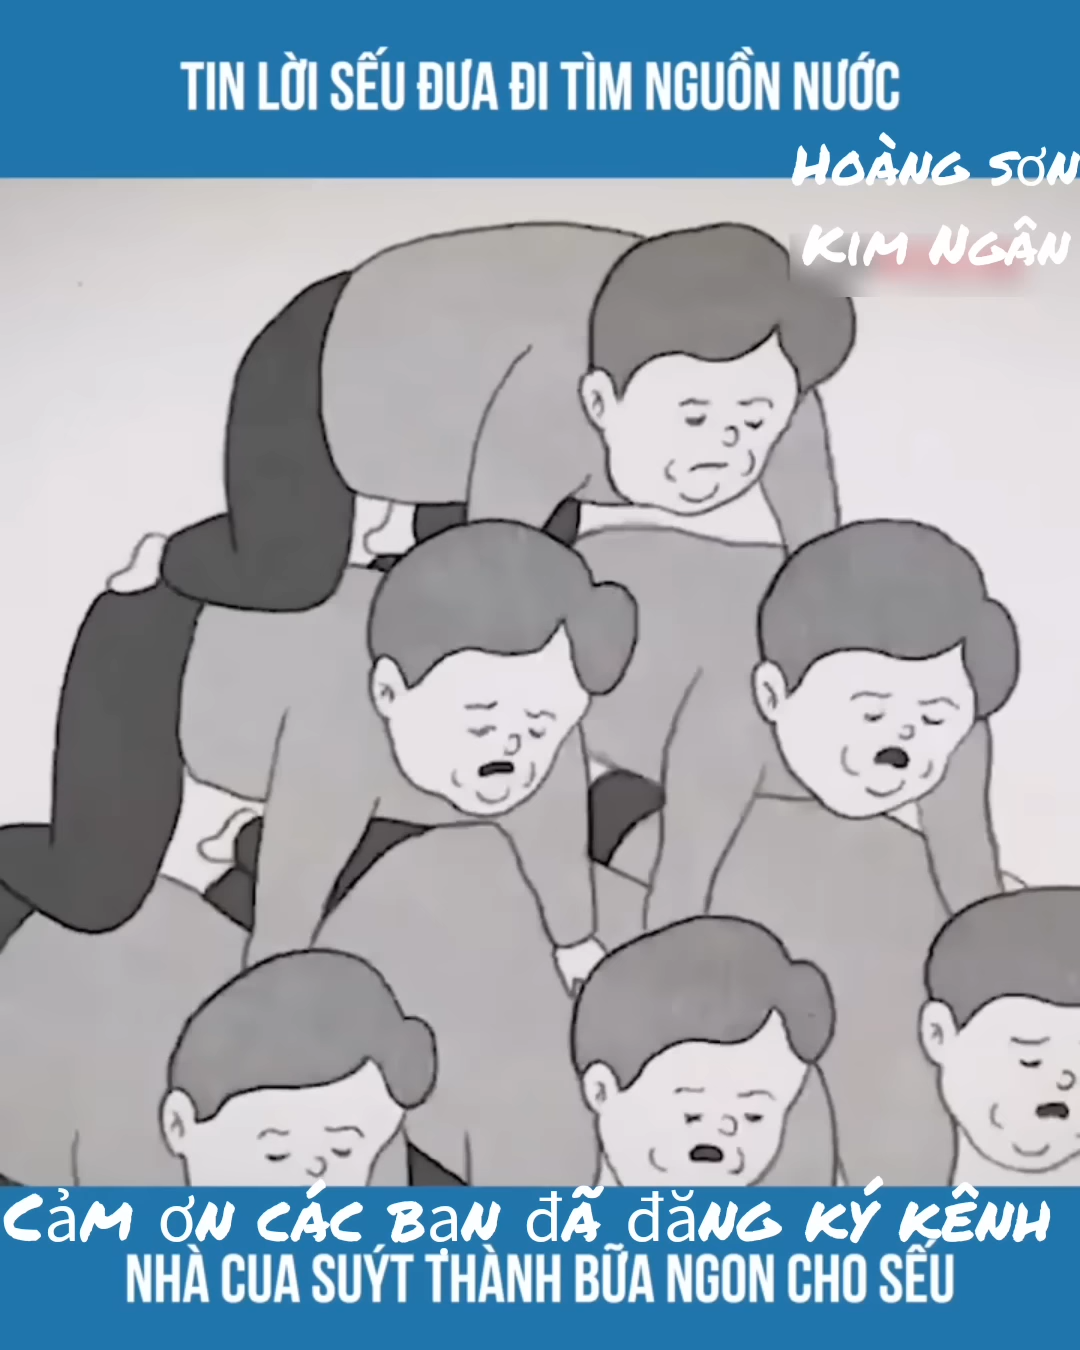 TIN LỜI SẾU ĐƯA ĐI TÌM NGUỒN NƯỚC
Hoàng sơn
Kim Ngân
Cảm ơn các bạn đã đăng ký kênh
NHÀ CUA SUÝT THÀNH BỮA NGON CHO SẾU